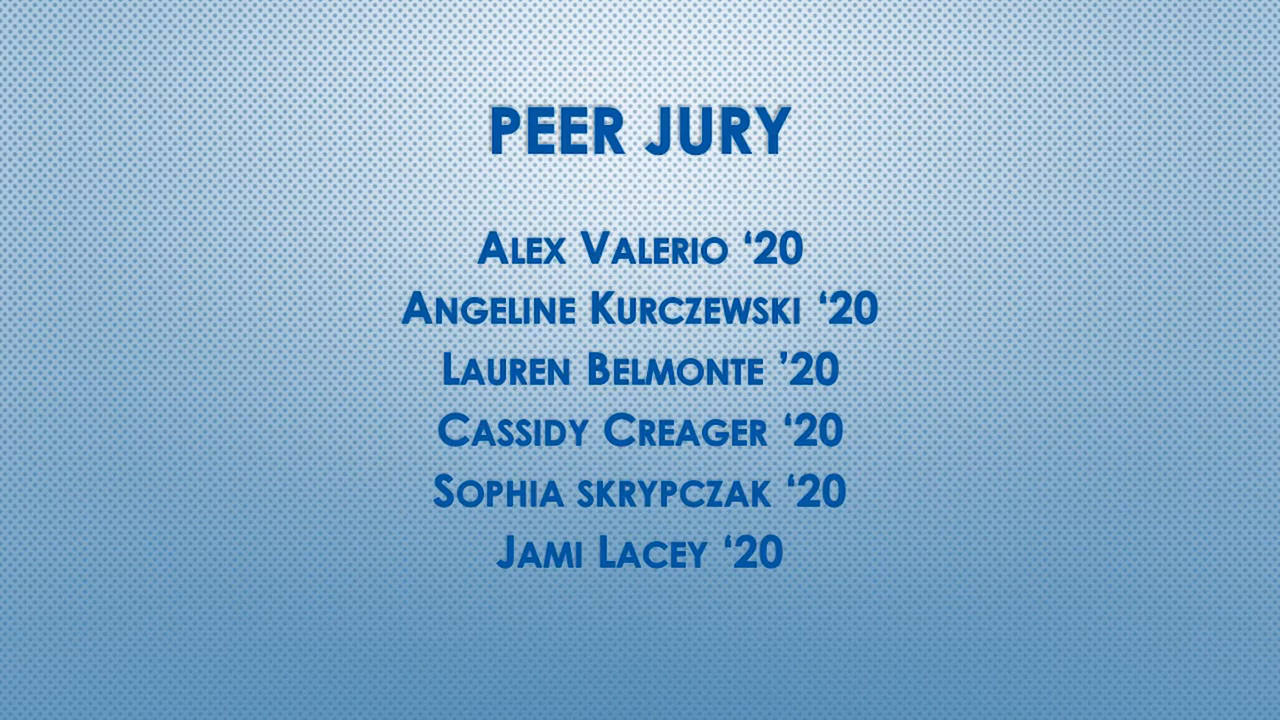 PEER JURY
ALEX VALERIO ‘20
ANGELINE KURCZEWSKI ‘20
LAUREN BELMONTE ’20
CASSIDY CREAGER ‘20
SOPHIA SKRYPCZAK ‘20
JAMI LACEY ‘20